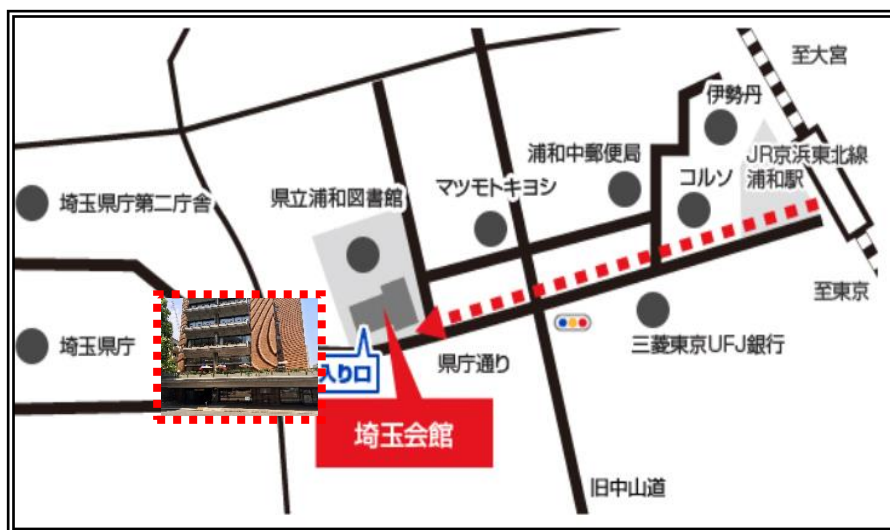 至大宮
伊勢丹
浦和中郵便局
JR京浜東北線
浦和駅
コルソ
マツモトキヨシ
県立浦和図書館
埼玉県庁第二庁舎
至東京
埼玉県庁
三菱東京UFJ銀行
県庁通り
入り口
埼玉会館
旧中山道